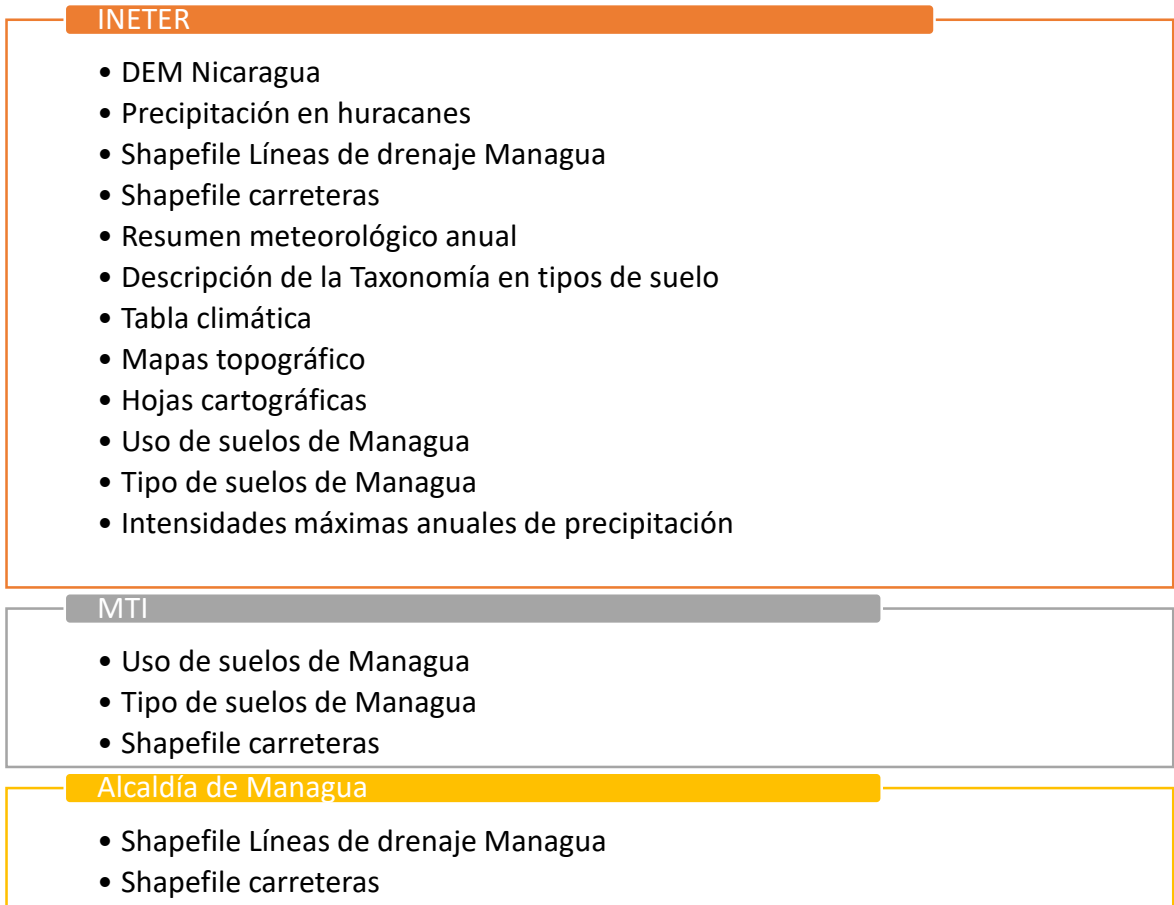 INETER
• DEM Nicaragua
• Precipitación en huracanes
• Shapefile Líneas de drenaje Managua
• Shapefile carreteras
• Resumen meteorológico anual
• Descripción de la Taxonomía en tipos de suelo
• Tabla climática
• Mapas topográfico
• Hojas cartográficas
• Uso de suelos de Managua
• Tipo de suelos de Managua
• Intensidades máximas anuales de precipitación
MTI
• Uso de suelos de Managua
• Tipo de suelos de Managua
• Shapefile carreteras
Alcaldía de Managua
• Shapefile Líneas de drenaje Managua
• Shapefile carreteras